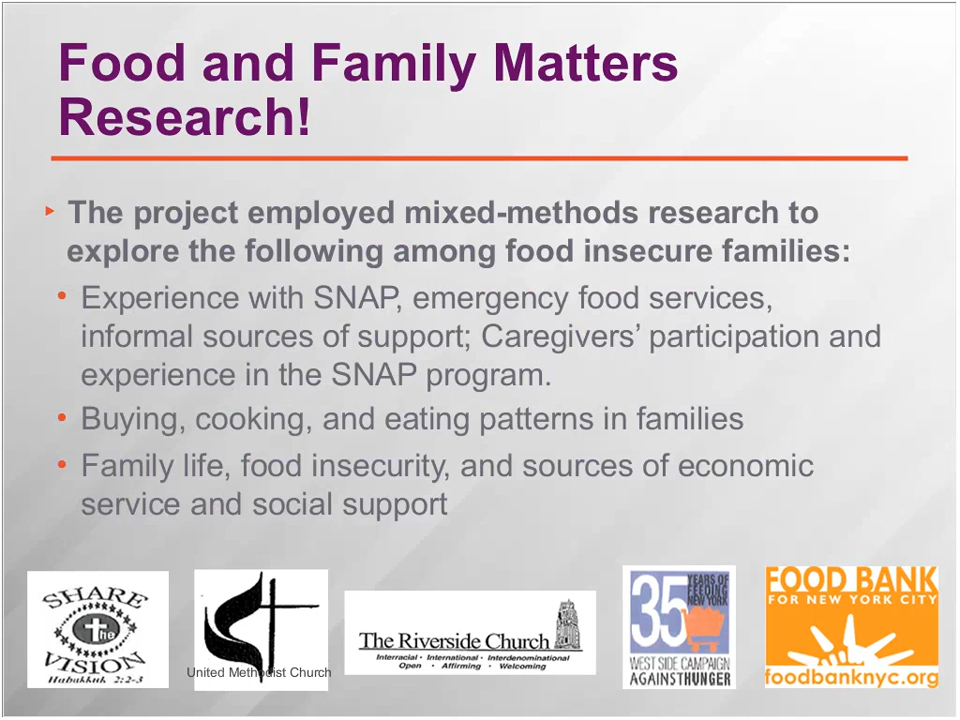 Food and Family Matters
Research!
The project employed mixed-methods research to
explore the following among food insecure families:
Experience with SNAP, emergency food services,
informal sources of support; Caregivers’ participation and
experience in the SNAP program.
Buying, cooking, and eating patterns in families
Family life, food insecurity, and sources of economic
service and social support
SHARE
the
VISION
Habakkuk 2:2-3
United Methodist Church
The Riverside Church
Interracial • International • Interdenominational
Open • Affirming • Welcoming
35 YEARS OF
FEEDING
NEW YORK
WEST SIDE CAMPAIGN
AGAINST HUNGER
FOOD BANK
FOR NEW YORK CITY
foodbanknyc.org